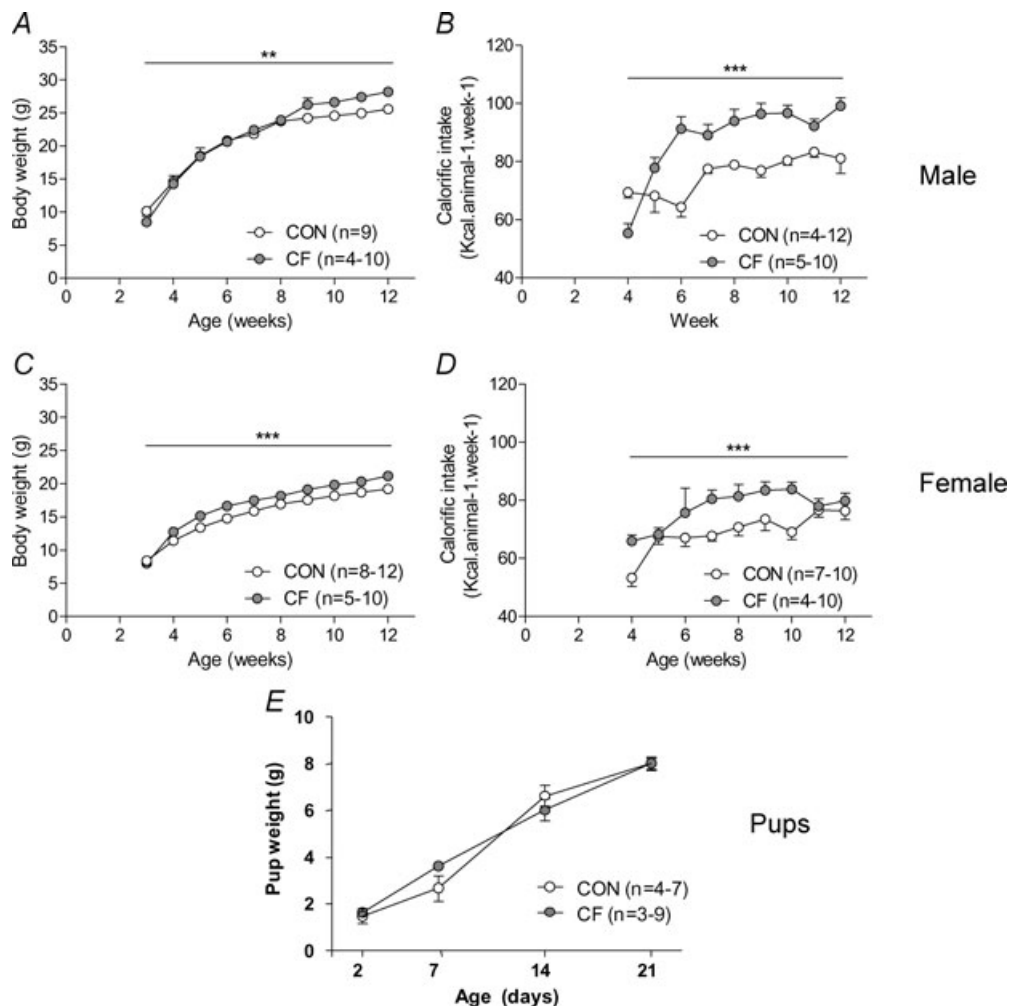 A
B
35
30
25
20
15
10
5
0
Body weight (g)
**
CON (n=9)
CF (n=4-10)
0 2 4 6 8 10 12
Age (weeks)
120
100
80
60
40
Calorific intake
(Kcal.animal-1.week-1)
***
CON (n=4-12)
CF (n=5-10)
0 2 4 6 8 10 12
Week
Male
C
D
35
30
25
20
15
10
5
0
Body weight (g)
***
CON (n=8-12)
CF (n=5-10)
0 2 4 6 8 10 12
Age (weeks)
120
100
80
60
40
Calorific intake
(Kcal.animal-1.week-1)
***
CON (n=7-10)
CF (n=4-10)
0 2 4 6 8 10 12
Age (weeks)
Female
E
10
8
6
4
2
0
Pup weight (g)
CON (n=4-7)
CF (n=3-9)
2 7 14 21
Age (days)
Pups